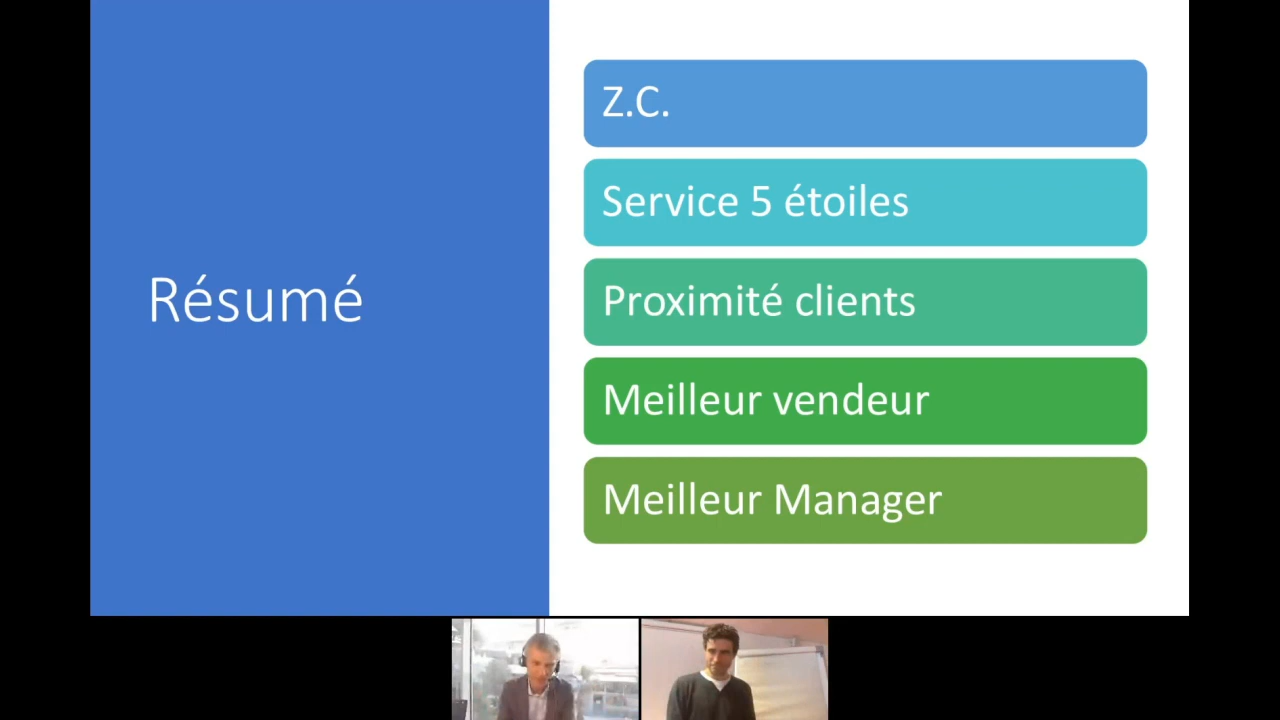 Résumé
Z.C.
Service 5 étoiles
Proximité clients
Meilleur vendeur
Meilleur Manager